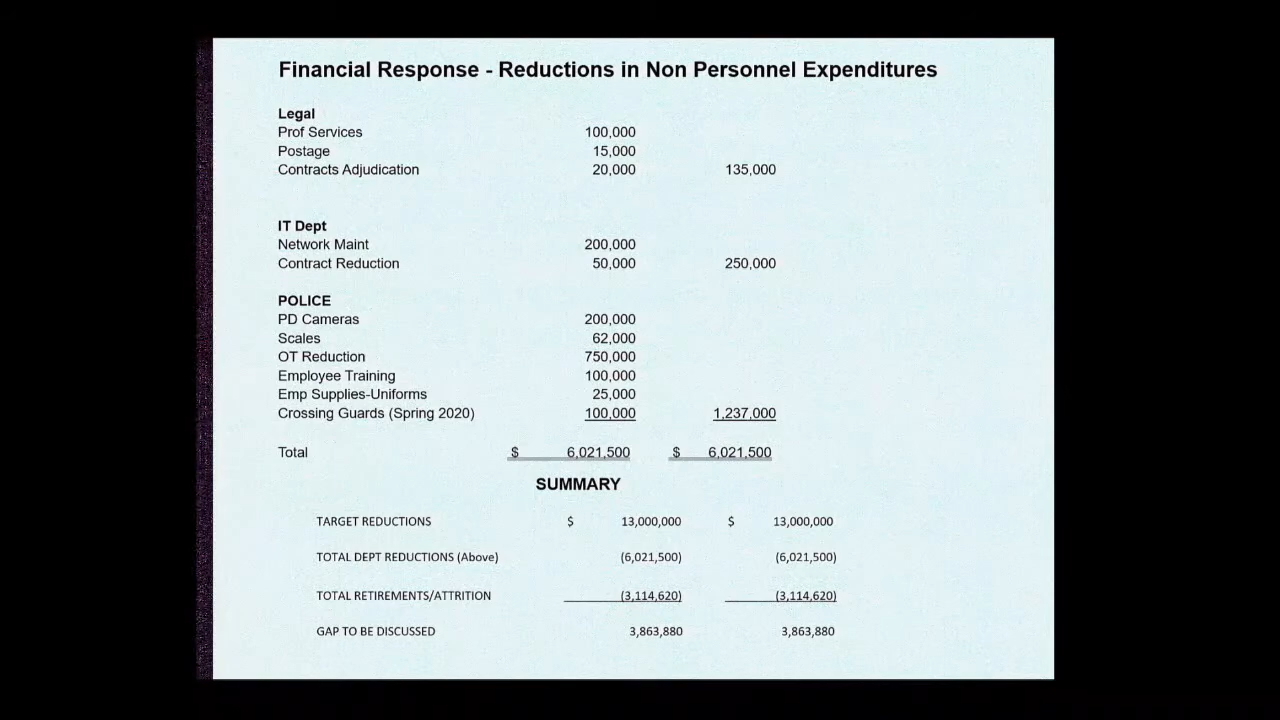 Financial Response - Reductions in Non Personnel Expenditures
Legal
Prof Services 100,000
Postage 15,000
Contracts Adjudication 20,000 135,000
IT Dept
Network Maint 200,000
Contract Reduction 50,000 250,000
POLICE
PD Cameras 200,000
Scales 62,000
OT Reduction 750,000
Employee Training 100,000
Emp Supplies-Uniforms 25,000
Crossing Guards (Spring 2020) 100,000 1,237,000
Total $ 6,021,500 $ 6,021,500
SUMMARY
TARGET REDUCTIONS $ 13,000,000 $ 13,000,000
TOTAL DEPT REDUCTIONS (Above) (6,021,500) (6,021,500)
TOTAL RETIREMENTS/ATTRITION (3,114,620) (3,114,620)
GAP TO BE DISCUSSED 3,863,880 3,863,880